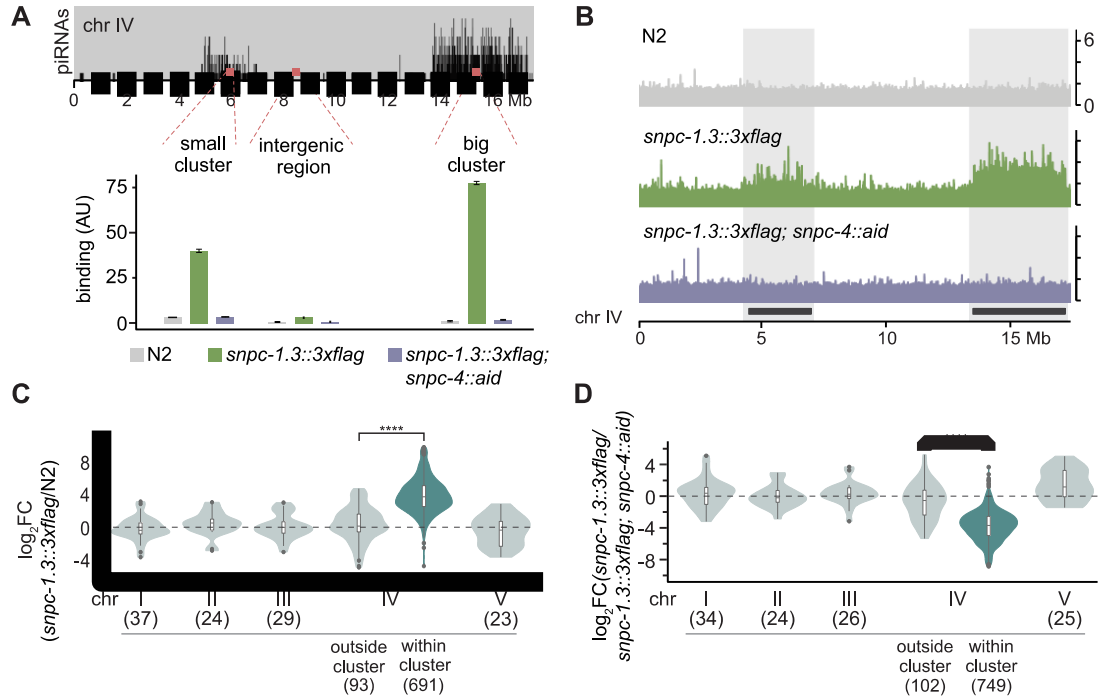 A
piRNAs
chr IV
0 2 4 6 8 10 12 14 16 Mb
small cluster
intergenic region
big cluster
binding (AU)
75
50
25
0
N2
snpc-1.3::3xflag
snpc-1.3::3xflag; snpc-4::aid
B
N2
6
0
snpc-1.3::3xflag
snpc-1.3::3xflag; snpc-4::aid
chr IV
0 5 10 15 Mb
C
log2FC
(snpc-1.3::3xflag/N2)
8
4
0
-4
****
chr I II III IV V
(37) (24) (29) (23)
outside cluster (93)
within cluster (691)
D
log2FC(snpc-1.3::3xflag/
snpc-1.3::3xflag; snpc-4::aid)
4
0
-4
-8
chr I II III IV V
(34) (24) (26) (25)
outside cluster (102)
within cluster (749)